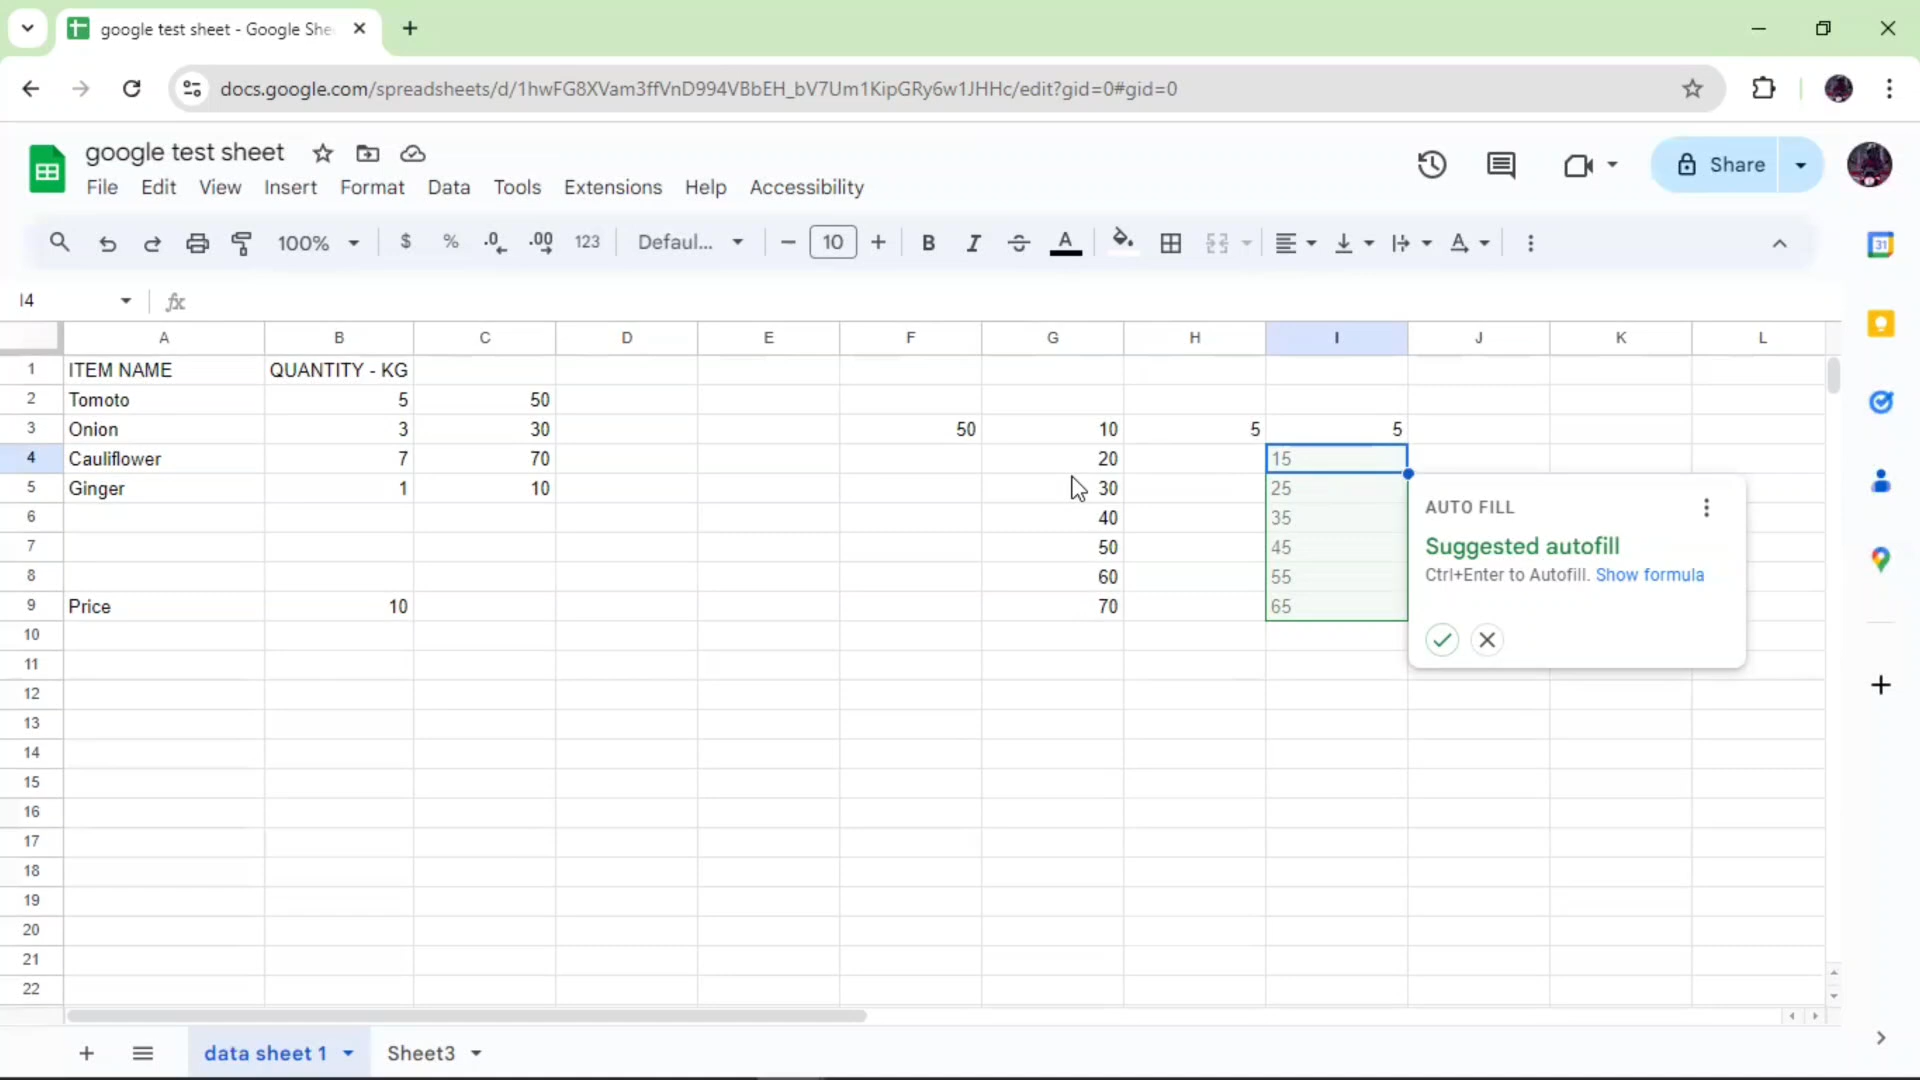 google test sheet - Google She
docs.google.com/spreadsheets/d/1hwFG8XVam3ffVnD994VBbEH_bV7Um1KipGRy6w1JHHc/edit?gid=0#gid=0
google test sheet
Share
File Edit View Insert Format Data Tools Extensions Help Accessibility
100% $ % .0 .00 123 Defaul... 10 B I S A A
31
I4 fx
A B C D E F G H I J K L
1 ITEM NAME QUANTITY - KG
2 Tomoto 5 50
3 Onion 3 30 50 10 5 5
4 Cauliflower 7 70 20 15
5 Ginger 1 10 30 25
6 40 35
7 50 45
8 60 55
9 Price 10 70 65
AUTO FILL
Suggested autofill
Ctrl+Enter to Autofill. Show formula
10
11
12
13
14
15
16
17
18
19
20
21
22
data sheet 1 Sheet3